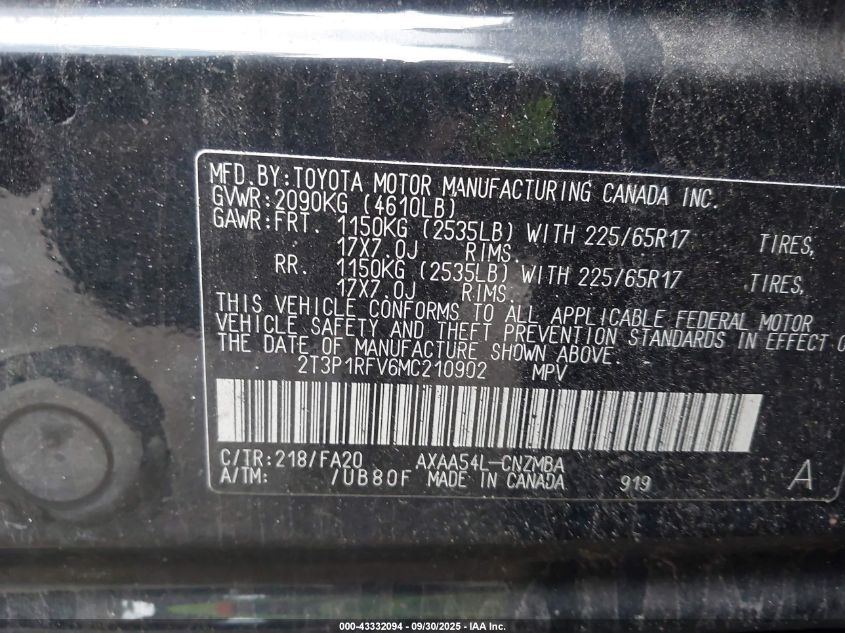 MFD.BY:TOYOTA MOTOR MANUFACTURING CANADA INC.
GVWR:2090KG (4610LB)
GAWR:FRT. 1150KG (2535LB) WITH 225/65R17 TIRES,
17X7.0J RIMS.
RR. 1150KG (2535LB) WITH 225/65R17 TIRES,
17X7.0J RIMS.
THIS VEHICLE CONFORMS TO ALL APPLICABLE FEDERAL MOTOR
VEHICLE SAFETY AND THEFT PREVENTION STANDARDS IN EFFECT O
THE DATE OF MANUFACTURE SHOWN ABOVE.
2T3P1RFV6MC210902 MPV
C/TR:218/FA20 AXAA54L-CNZMBA
A/TM: /UB80F MADE IN CANADA 919 A
000-43332094 - 09/30/2025 - IAA Inc.